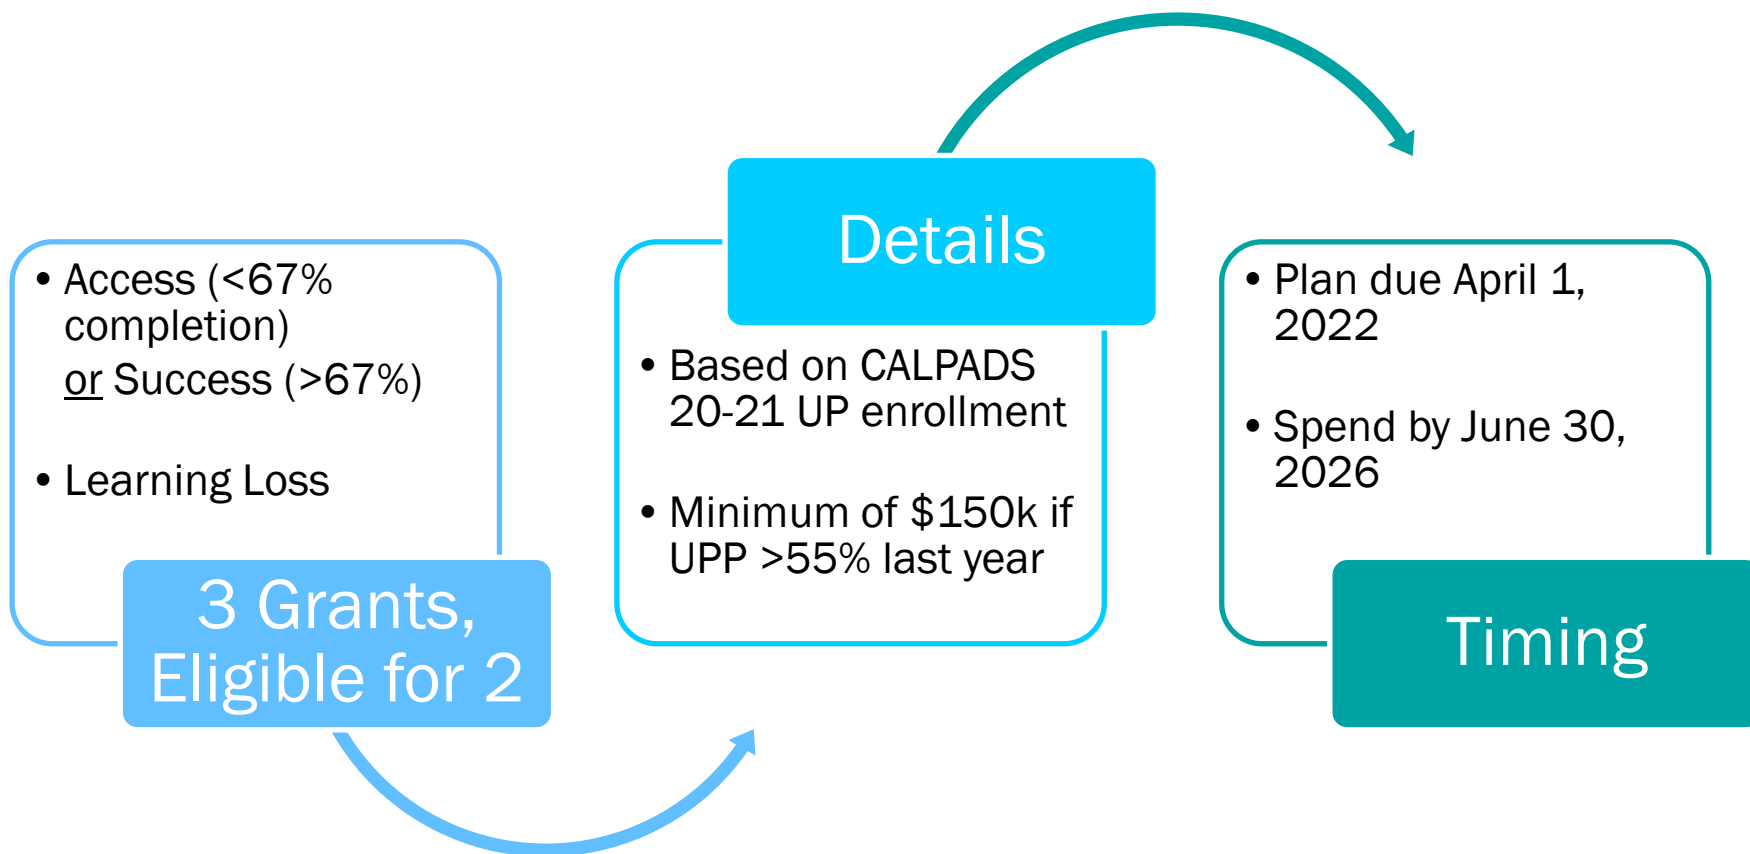 • Access (<67%
completion)
or Success (>67%)
• Learning Loss
3 Grants,
Eligible for 2
Details
• Based on CALPADS
20-21 UP enrollment
• Minimum of $150k if
UPP >55% last year
• Plan due April 1,
2022
• Spend by June 30,
2026
Timing